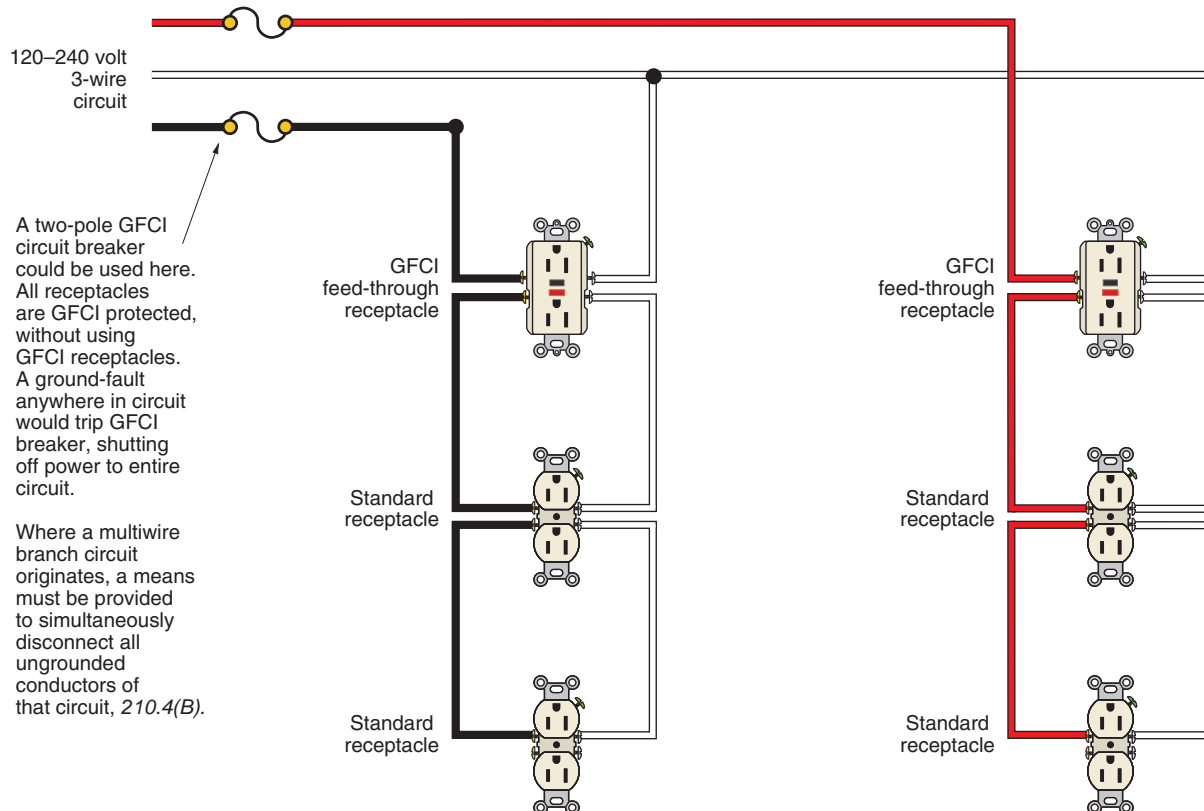 120–240 volt
3-wire
circuit
A two-pole GFCI
circuit breaker
could be used here.
All receptacles
are GFCI protected,
without using
GFCI receptacles.
A ground-fault
anywhere in circuit
would trip GFCI
breaker, shutting
off power to entire
circuit.
Where a multiwire
branch circuit
originates, a means
must be provided
to simultaneously
disconnect all
ungrounded
conductors of
that circuit, 210.4(B).
GFCI
feed-through
receptacle
Standard
receptacle
Standard
receptacle
GFCI
feed-through
receptacle
Standard
receptacle
Standard
receptacle